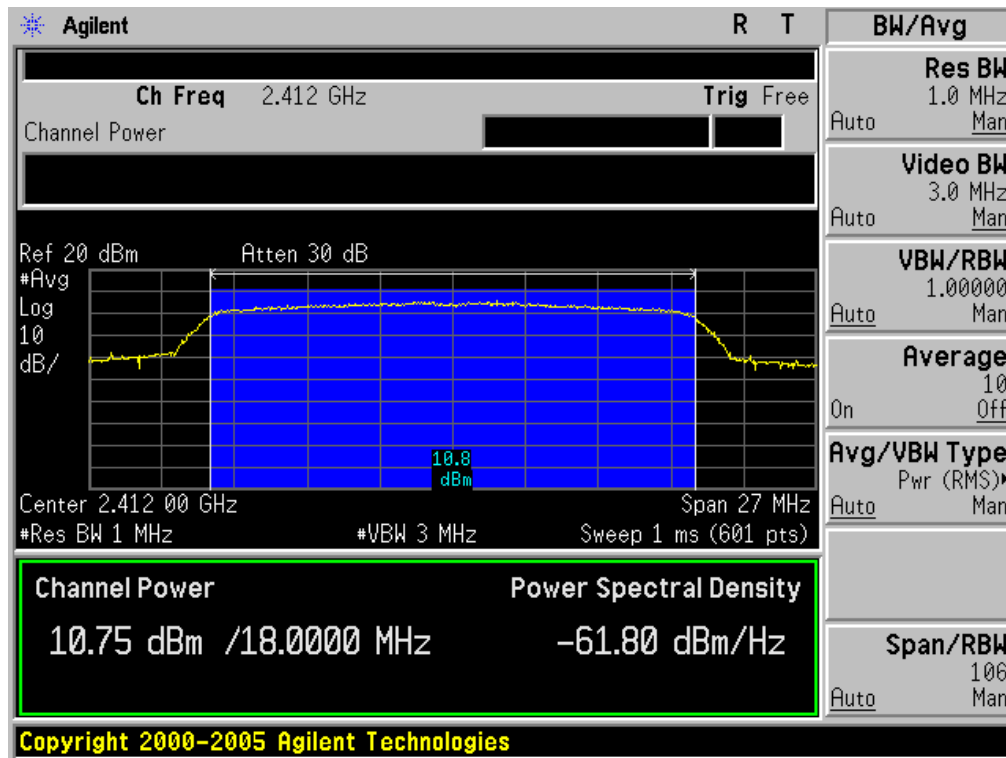 Agilent R T
BW/Avg
Ch Freq 2.412 GHz Trig Free
Channel Power
Ref 20 dBm Atten 30 dB
#Avg
Log
10
dB/
10.8
dBm
Center 2.412 00 GHz Span 27 MHz
#Res BW 1 MHz #VBW 3 MHz Sweep 1 ms (601 pts)
Channel Power Power Spectral Density
10.75 dBm /18.0000 MHz -61.80 dBm/Hz
Copyright 2000-2005 Agilent Technologies
Res BW
1.0 MHz
Auto Man
Video BW
3.0 MHz
Auto Man
VBW/RBW
1.00000
Auto Man
Average
10
On Off
Avg/VBW Type
Pwr (RMS)
Auto Man
Span/RBW
106
Auto Man